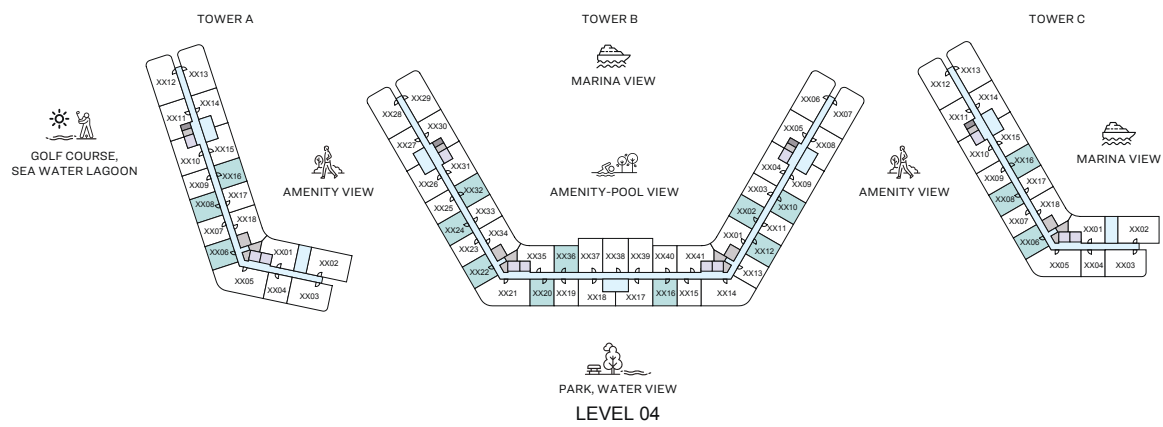 TOWER A
TOWER B
TOWER C
MARINA VIEW
GOLF COURSE,
SEA WATER LAGOON
AMENITY VIEW
AMENITY-POOL VIEW
AMENITY VIEW
MARINA VIEW
XX12
XX13
XX14
XX11
XX15
XX10
XX16
XX09
XX17
XX08
XX18
XX07
XX06
XX01
XX02
XX05
XX04
XX03
XX29
XX28
XX30
XX27
XX31
XX26
XX32
XX25
XX33
XX24
XX34
XX23
XX22
XX35
XX36
XX37
XX38
XX39
XX40
XX41
XX21
XX20
XX19
XX18
XX17
XX16
XX15
XX14
XX06
XX07
XX05
XX08
XX04
XX09
XX03
XX10
XX02
XX11
XX01
XX12
XX13
XX12
XX13
XX14
XX11
XX15
XX10
XX16
XX09
XX17
XX08
XX18
XX07
XX06
XX01
XX02
XX05
XX04
XX03
PARK, WATER VIEW
LEVEL 04